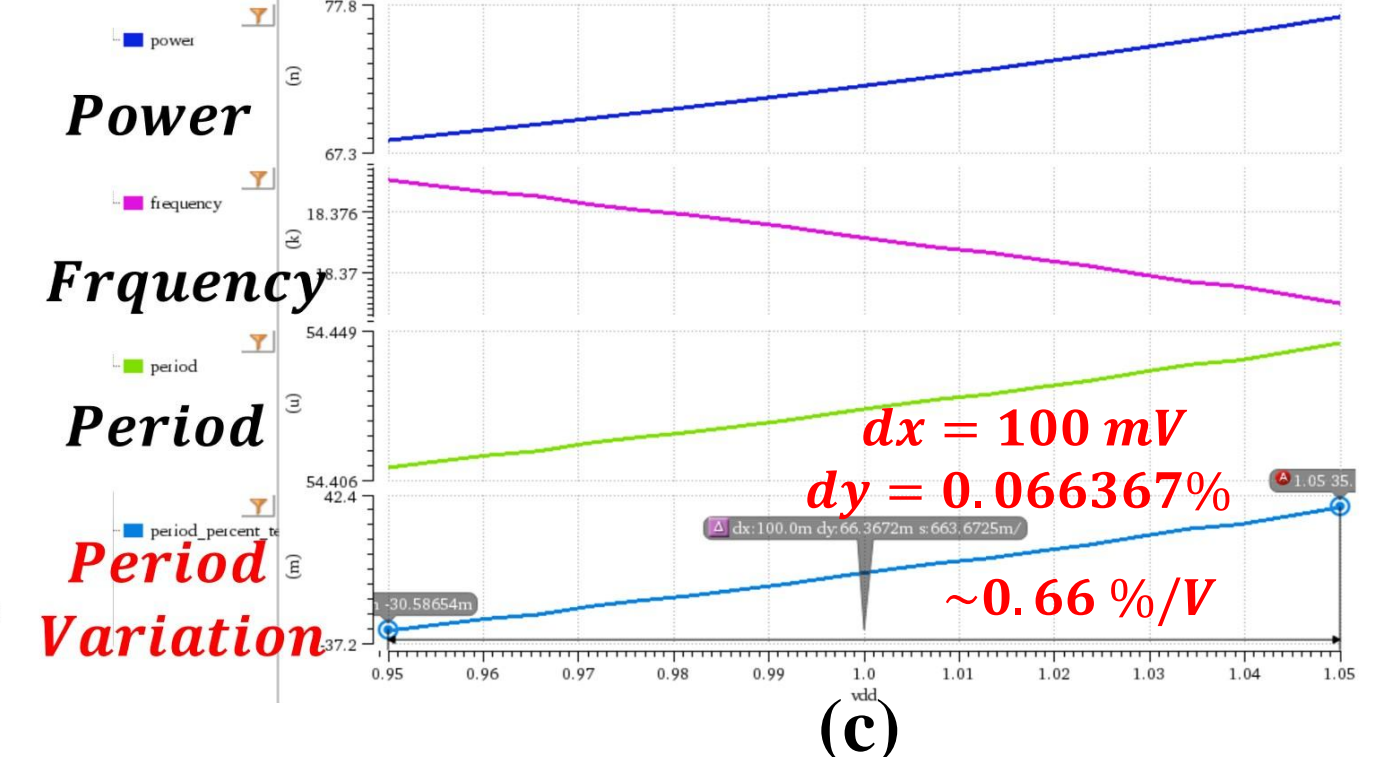 77.8
power
(n)
Power
67.3
frequency
18.376
(k)
Frquency
8.37
54.449
period
(u)
Period
dx = 100 mV
54.406
dy = 0.066367%
1.05 35.
42.4
period_percent_te
dx:100.0m dy:66.3672m s:663.6725m/
Period
(m)
~0.66 %/V
-30.58654m
Variation
-37.2
0.95 0.96 0.97 0.98 0.99 1.0 1.01 1.02 1.03 1.04 1.05
vdd
(c)